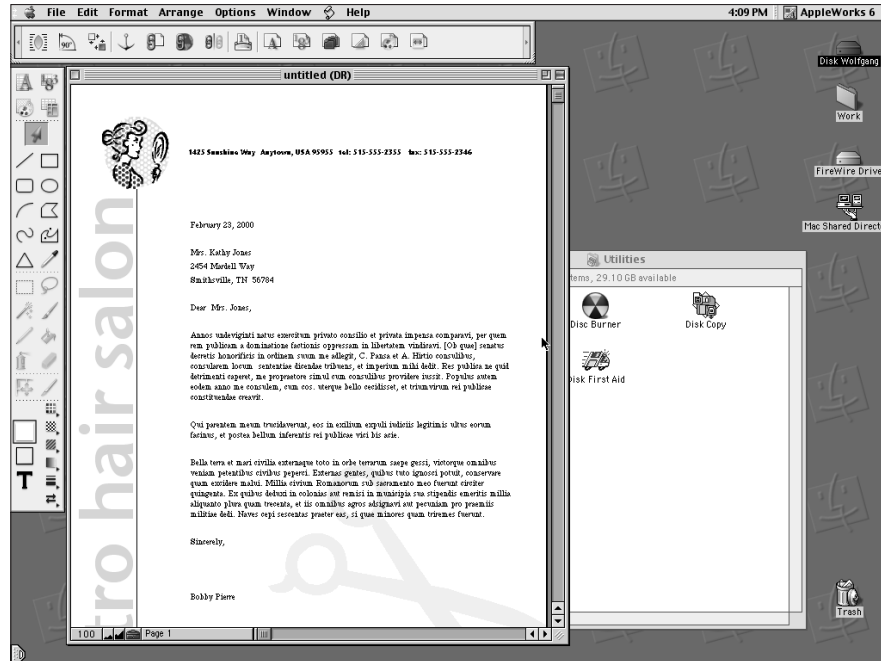 File Edit Format Arrange Options Window Help 4:09 PM AppleWorks 6
90°
untitled (DR)
Disk Wolfgang
Work
FireWire Drive
Mac Shared Direct
tro hair salon
1425 Sunshine Way Anytown, USA 95955 tel: 515-555-2355 fax: 515-555-2346
February 23, 2000
Mrs. Kathy Jones
2454 Mardell Way
Smithsville, TN 56784
Dear Mrs. Jones,
Annos undeviginti natus exercitum privato consilio et privata impensa comparavi, per quem
rem publicam a dominatione factionis oppressam in libertatem vindicavi. [Ob quae] senatus
decretis honorificis in ordinem suum me adlegit, C. Pansa et A. Hirtio consulibus,
consularem locum sententiae dicendae tribuens, et imperium mihi dedit. Res publica ne quid
detrimenti caperet, me propraetore simul cum consulibus providere iussit. Populus autem
eodem anno me consulem, cum cos. uterque bello cecidisset, et triumvirum rei publicae
constituendae creavit.
Qui parentem meum trucidaverunt, eos in exilium expuli iudiciis legitimis ultus eorum
facinus, et postea bellum inferentis rei publicae vici bis acie.
Bella terra et mari civilia externaque toto in orbe terrarum saepe gessi, victorque omnibus
veniam petentibus civibus peperci. Externas gentes, quibus tuto ignosci potuit, conservare
quam excidere malui. Millia civium Romanorum sub sacramento meo fuerunt circiter
quingenta. Ex quibus deduxi in colonias aut remisi in municipia sua stipendis emeritis millia
aliquanto plura quam trecenta, et iis omnibus agros adsignavi aut pecuniam pro praemiis
militiae dedi. Naves cepi sescentas praeter eas, si quae minores quam triremes fuerunt.
Sincerely,
Bobby Pierre
100 Page 1
Utilities
tems, 29.10 GB available
Disc Burner
Disk Copy
Disk First Aid
Trash